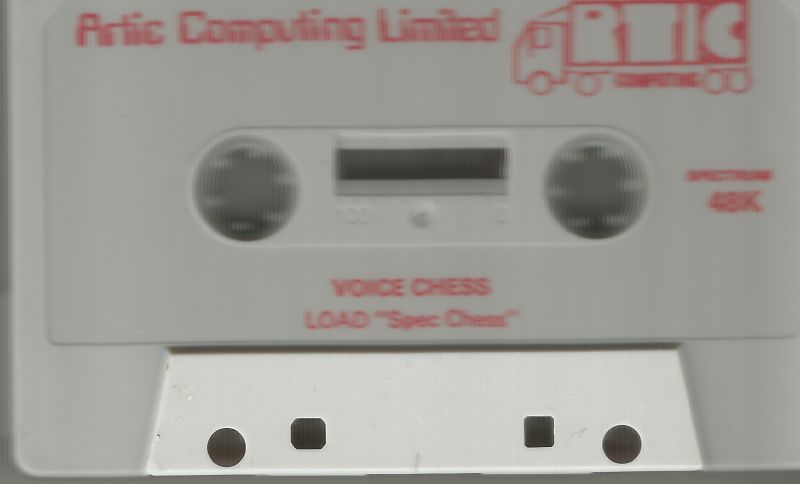 Artic Computing Limited
ARTIC
COMPUTING
SPECTRUM
48K
100 0
VOICE CHESS
LOAD "Spec Chess"